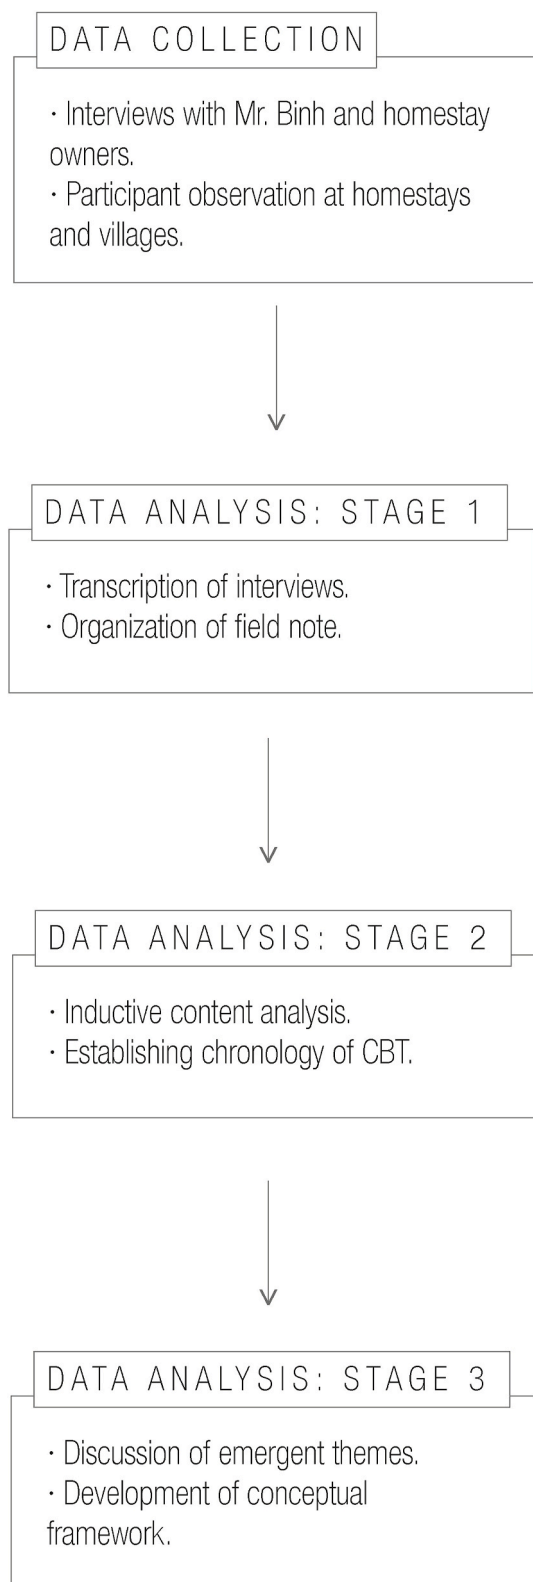 DATA COLLECTION
· Interviews with Mr. Binh and homestay
owners.
· Participant observation at homestays
and villages.
DATA ANALYSIS: STAGE 1
· Transcription of interviews.
· Organization of field note.
DATA ANALYSIS: STAGE 2
· Inductive content analysis.
· Establishing chronology of CBT.
DATA ANALYSIS: STAGE 3
· Discussion of emergent themes.
· Development of conceptual
framework.